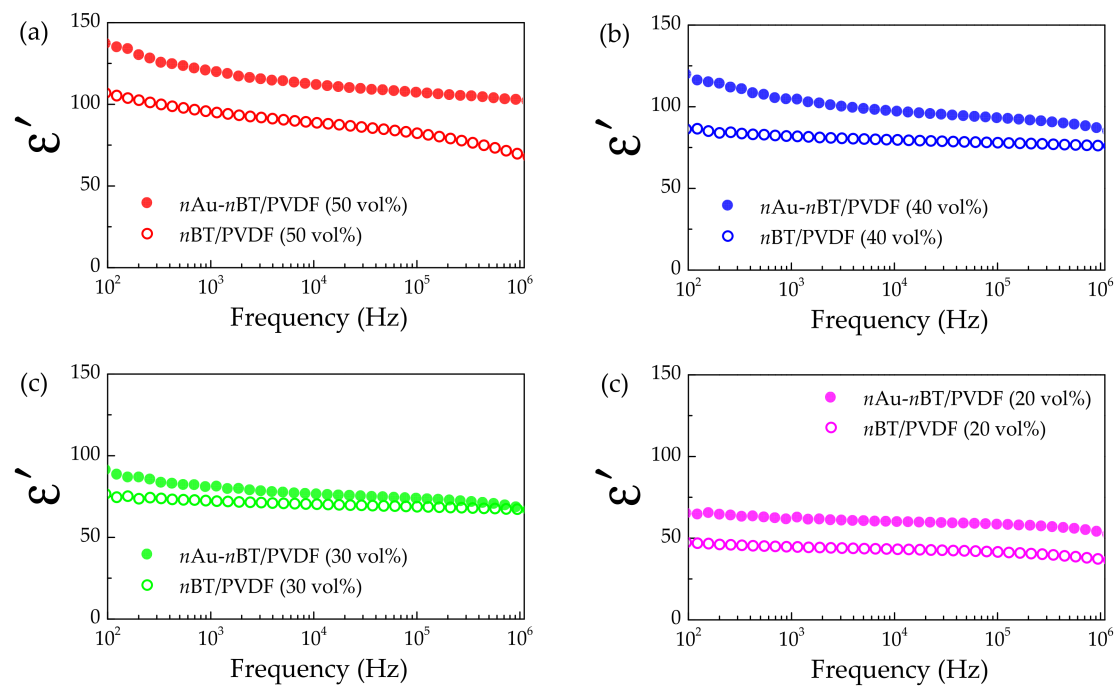 (a)
150
100
50
0
ε′
nAu-nBT/PVDF (50 vol%)
nBT/PVDF (50 vol%)
10² 10³ 10⁴ 10⁵ 10⁶
Frequency (Hz)
(b)
150
100
50
0
ε′
nAu-nBT/PVDF (40 vol%)
nBT/PVDF (40 vol%)
10² 10³ 10⁴ 10⁵ 10⁶
Frequency (Hz)
(c)
150
100
50
0
ε′
nAu-nBT/PVDF (30 vol%)
nBT/PVDF (30 vol%)
10² 10³ 10⁴ 10⁵ 10⁶
Frequency (Hz)
(c)
150
100
50
0
ε′
nAu-nBT/PVDF (20 vol%)
nBT/PVDF (20 vol%)
10² 10³ 10⁴ 10⁵ 10⁶
Frequency (Hz)